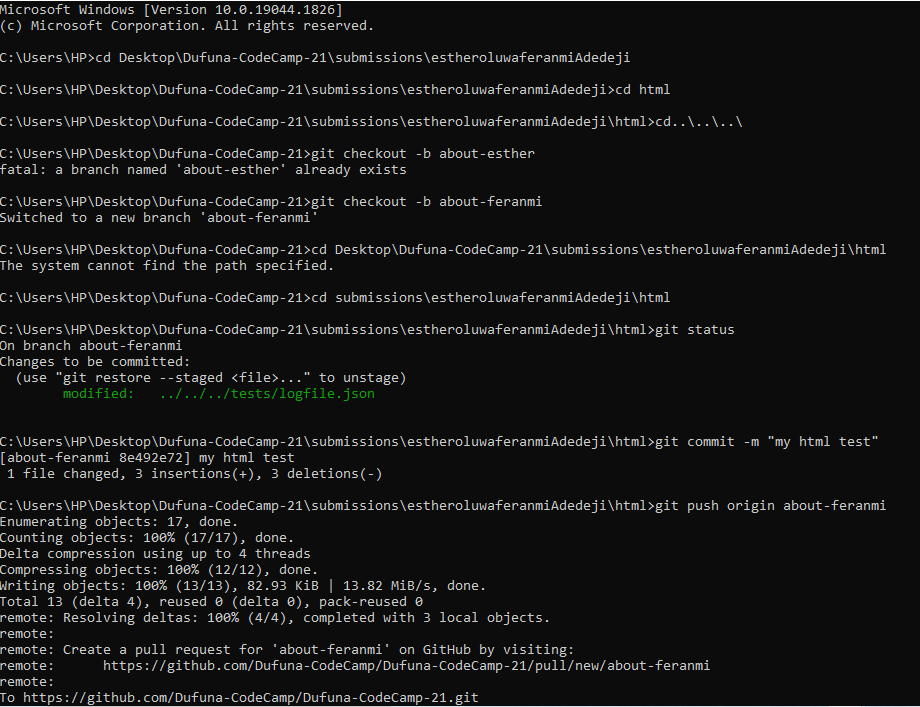 Microsoft Windows [Version 10.0.19044.1826]
(c) Microsoft Corporation. All rights reserved.
C:\Users\HP>cd Desktop\Dufuna-CodeCamp-21\submissions\estheroluwaferanmiAdedeji
C:\Users\HP\Desktop\Dufuna-CodeCamp-21\submissions\estheroluwaferanmiAdedeji>cd html
C:\Users\HP\Desktop\Dufuna-CodeCamp-21\submissions\estheroluwaferanmiAdedeji\html>cd..\..\..\
C:\Users\HP\Desktop\Dufuna-CodeCamp-21>git checkout -b about-esther
fatal: a branch named 'about-esther' already exists
C:\Users\HP\Desktop\Dufuna-CodeCamp-21>git checkout -b about-feranmi
Switched to a new branch 'about-feranmi'
C:\Users\HP\Desktop\Dufuna-CodeCamp-21>cd Desktop\Dufuna-CodeCamp-21\submissions\estheroluwaferanmiAdedeji\html
The system cannot find the path specified.
C:\Users\HP\Desktop\Dufuna-CodeCamp-21>cd submissions\estheroluwaferanmiAdedeji\html
C:\Users\HP\Desktop\Dufuna-CodeCamp-21\submissions\estheroluwaferanmiAdedeji\html>git status
On branch about-feranmi
Changes to be committed:
  (use "git restore --staged <file>..." to unstage)
        modified:   ../../../tests/logfile.json
C:\Users\HP\Desktop\Dufuna-CodeCamp-21\submissions\estheroluwaferanmiAdedeji\html>git commit -m "my html test"
[about-feranmi 8e492e72] my html test
 1 file changed, 3 insertions(+), 3 deletions(-)
C:\Users\HP\Desktop\Dufuna-CodeCamp-21\submissions\estheroluwaferanmiAdedeji\html>git push origin about-feranmi
Enumerating objects: 17, done.
Counting objects: 100% (17/17), done.
Delta compression using up to 4 threads
Compressing objects: 100% (12/12), done.
Writing objects: 100% (13/13), 82.93 KiB | 13.82 MiB/s, done.
Total 13 (delta 4), reused 0 (delta 0), pack-reused 0
remote: Resolving deltas: 100% (4/4), completed with 3 local objects.
remote:
remote: Create a pull request for 'about-feranmi' on GitHub by visiting:
remote:      https://github.com/Dufuna-CodeCamp/Dufuna-CodeCamp-21/pull/new/about-feranmi
remote:
To https://github.com/Dufuna-CodeCamp/Dufuna-CodeCamp-21.git